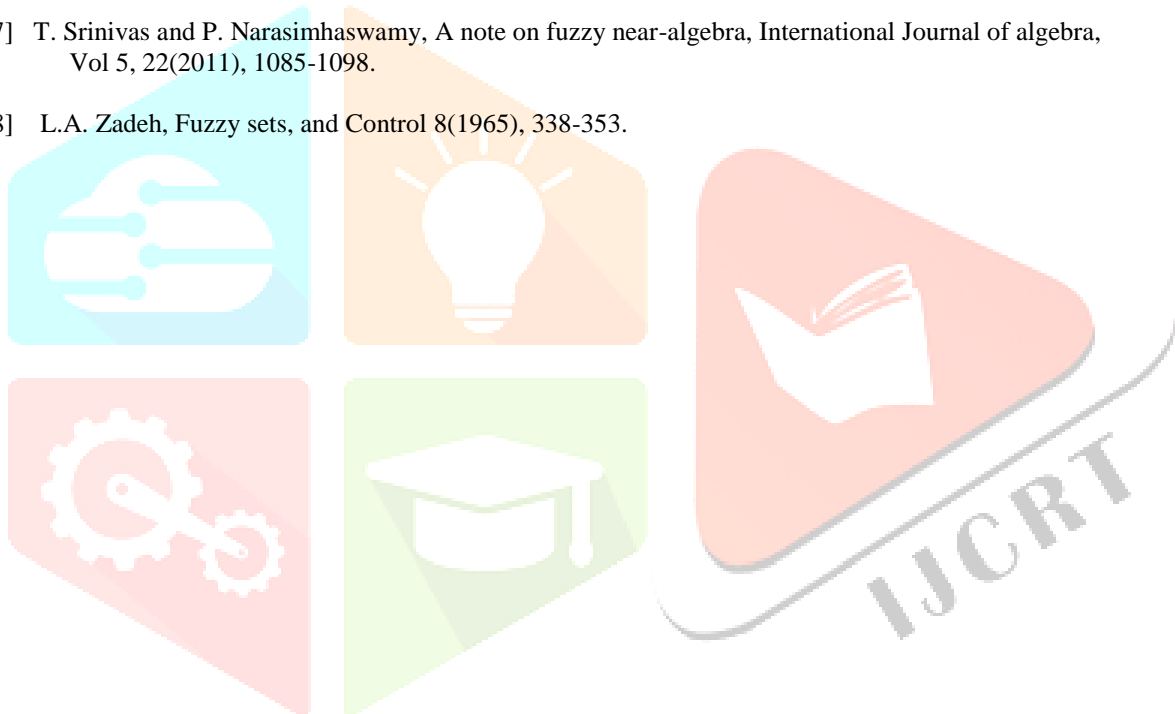 7] T. Srinivas and P. Narasimhaswamy, A note on fuzzy near-algebra, International Journal of algebra,
Vol 5, 22(2011), 1085-1098.
8] L.A. Zadeh, Fuzzy sets, and Control 8(1965), 338-353.
IJCRT